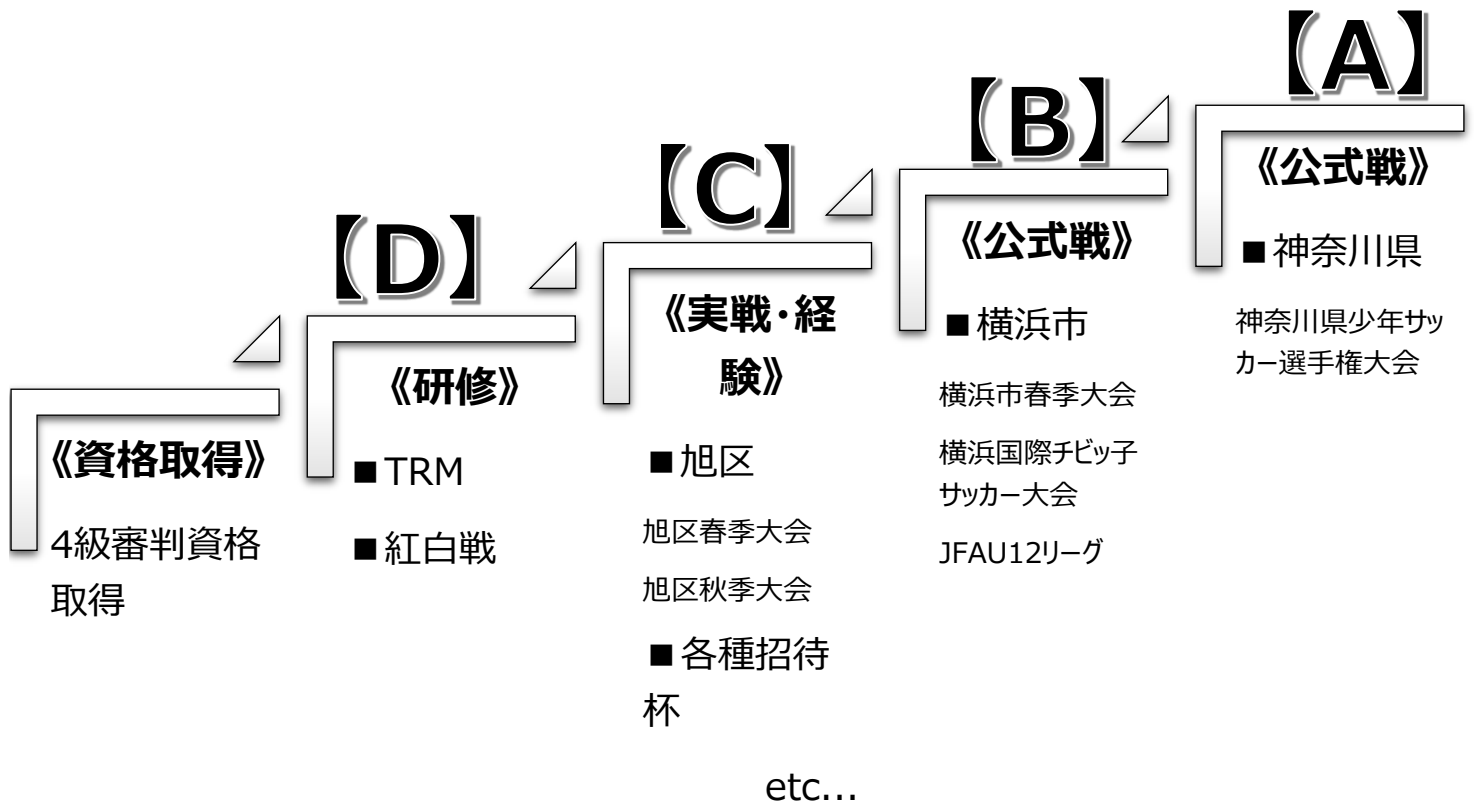 《資格取得》
4級審判資格
取得
【D】
《研修》
■TRM
■紅白戦
【C】
《実戦・経
験》
■旭区
旭区春季大会
旭区秋季大会
■各種招待
杯
etc...
【B】
《公式戦》
■横浜市
横浜市春季大会
横浜国際チビッ子
サッカー大会
JFAU12リーグ
【A】
《公式戦》
■神奈川県
神奈川県少年サッ
カー選手権大会